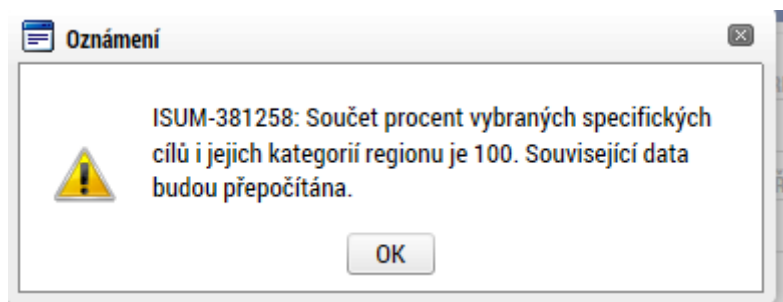 Oznámení
ISUM-381258: Součet procent vybraných specifických
cílů i jejich kategorií regionu je 100. Související data
budou přepočítána.
OK